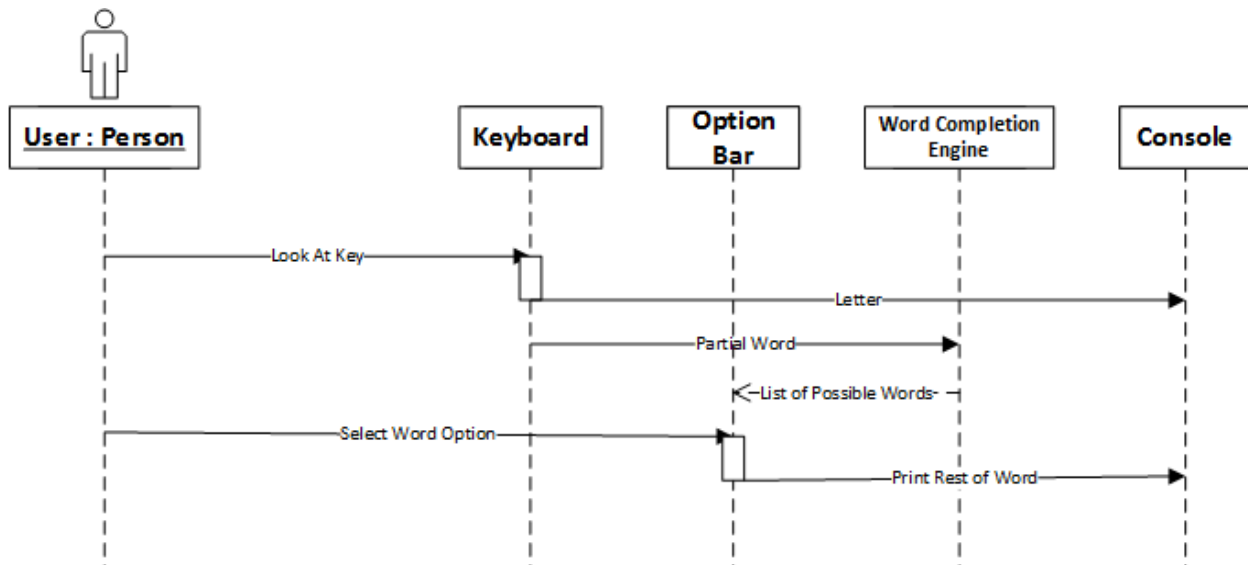 User : Person
Keyboard
Option
Bar
Word Completion
Engine
Console
Look At Key
Letter
Partial Word
List of Possible Words
Select Word Option
Print Rest of Word